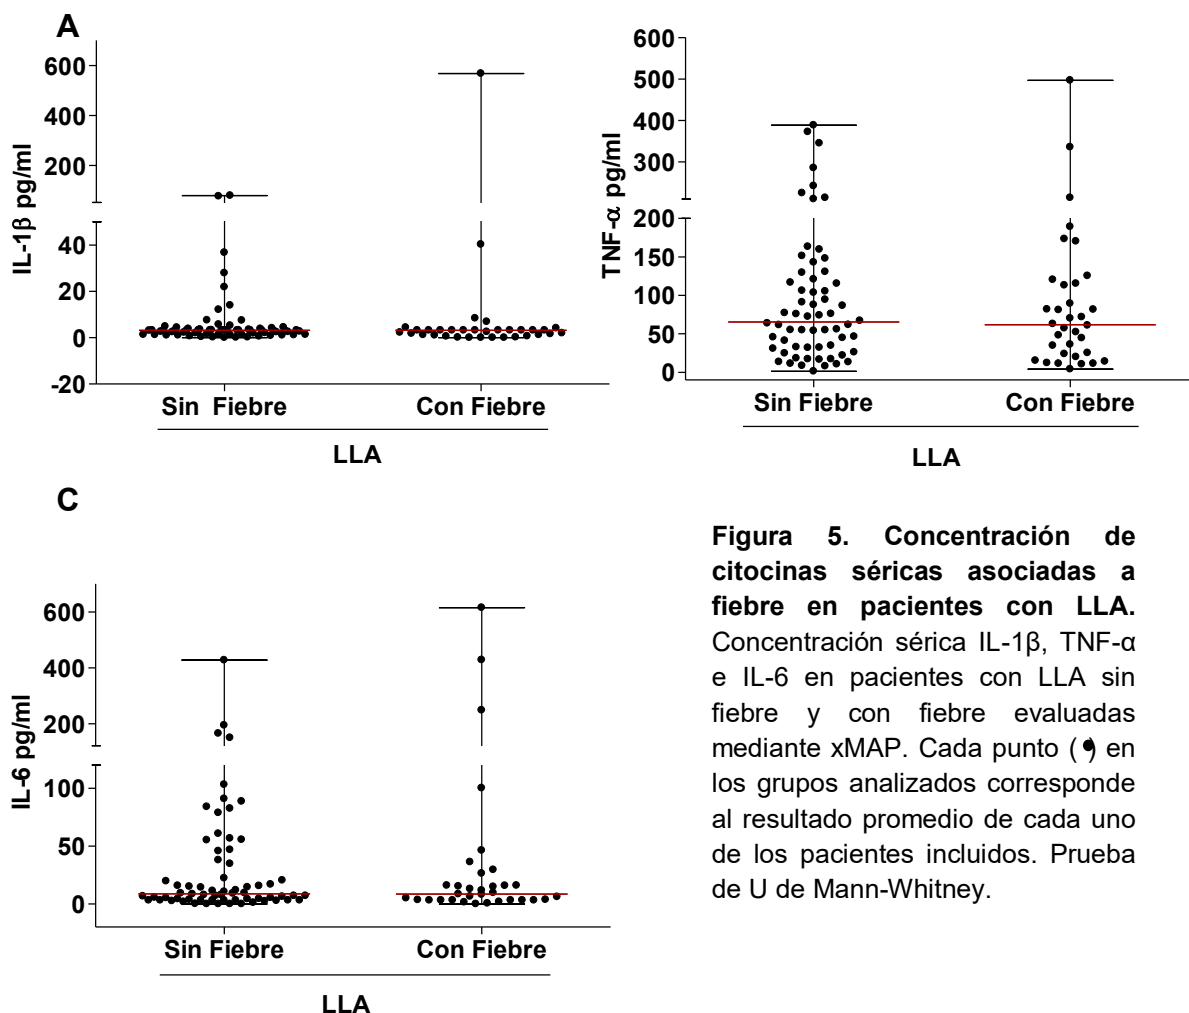 A
IL-1β pg/ml
600
400
200
40
20
0
-20
Sin Fiebre
Con Fiebre
LLA
TNF-α pg/ml
600
500
400
300
200
150
100
50
0
Sin Fiebre
Con Fiebre
LLA
C
IL-6 pg/ml
600
400
200
100
50
0
Sin Fiebre
Con Fiebre
LLA
Figura 5. Concentración de
citocinas séricas asociadas a
fiebre en pacientes con LLA.
Concentración sérica IL-1β, TNF-α
e IL-6 en pacientes con LLA sin
fiebre y con fiebre evaluadas
mediante xMAP. Cada punto (●) en
los grupos analizados corresponde
al resultado promedio de cada uno
de los pacientes incluidos. Prueba
de U de Mann-Whitney.